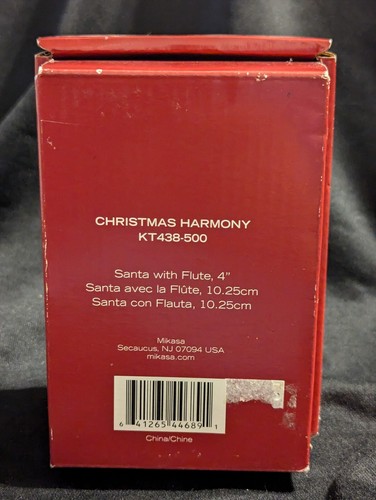 CHRISTMAS HARMONY
KT438-500
Santa with Flute, 4"
Santa avec la Flûte, 10.25cm
Santa con Flauta, 10.25cm
Mikasa
Secaucus, NJ 07094 USA
mikasa.com
6 41265 44689 1
China/Chine